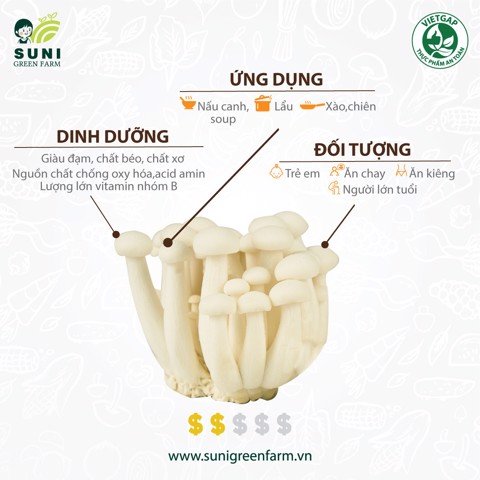 SUNI
GREEN FARM
VIETGAP
THỰC PHẨM AN TOÀN
ỨNG DỤNG
Nấu canh, Lẩu Xào,chiên
soup
DINH DƯỠNG
Giàu đạm, chất béo, chất xơ
Nguồn chất chống oxy hóa,acid amin
Lượng lớn vitamin nhóm B
ĐỐI TƯỢNG
Trẻ em Ăn chay Ăn kiêng
Người lớn tuổi
$ $ $ $ $
www.sunigreenfarm.vn